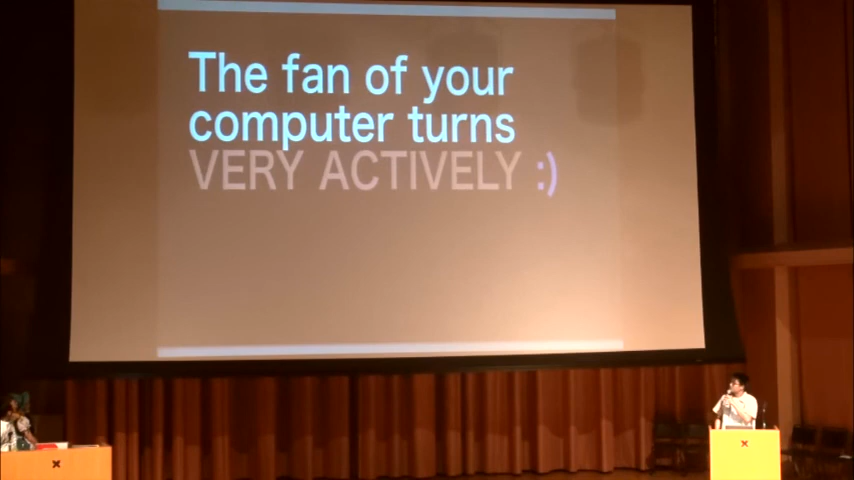 The fan of your
computer turns
VERY ACTIVELY :)